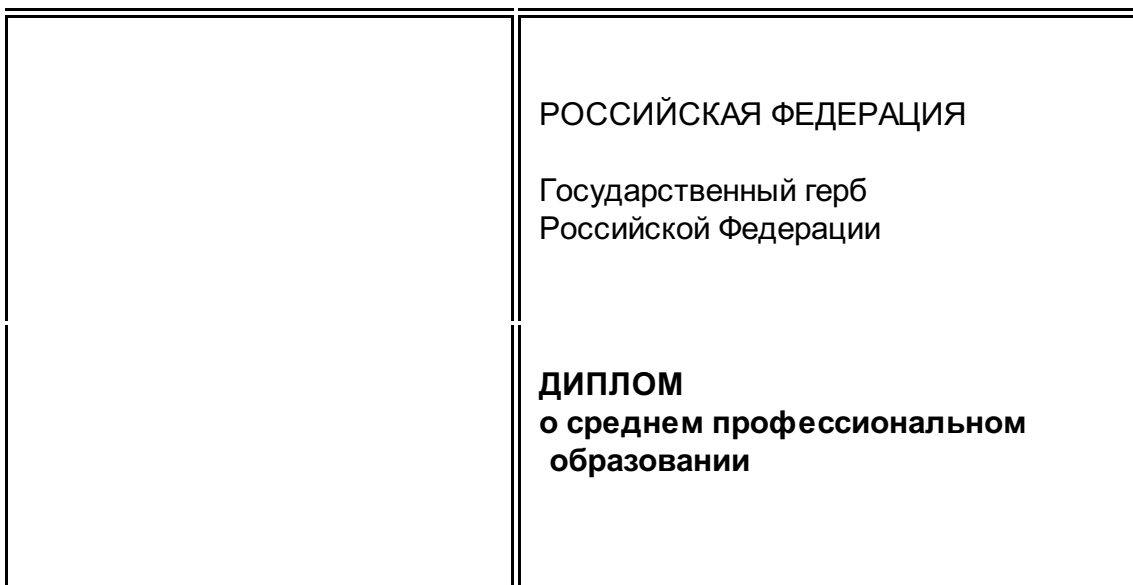 РОССИЙСКАЯ ФЕДЕРАЦИЯ
Государственный герб
Российской Федерации
ДИПЛОМ
о среднем профессиональном
образовании